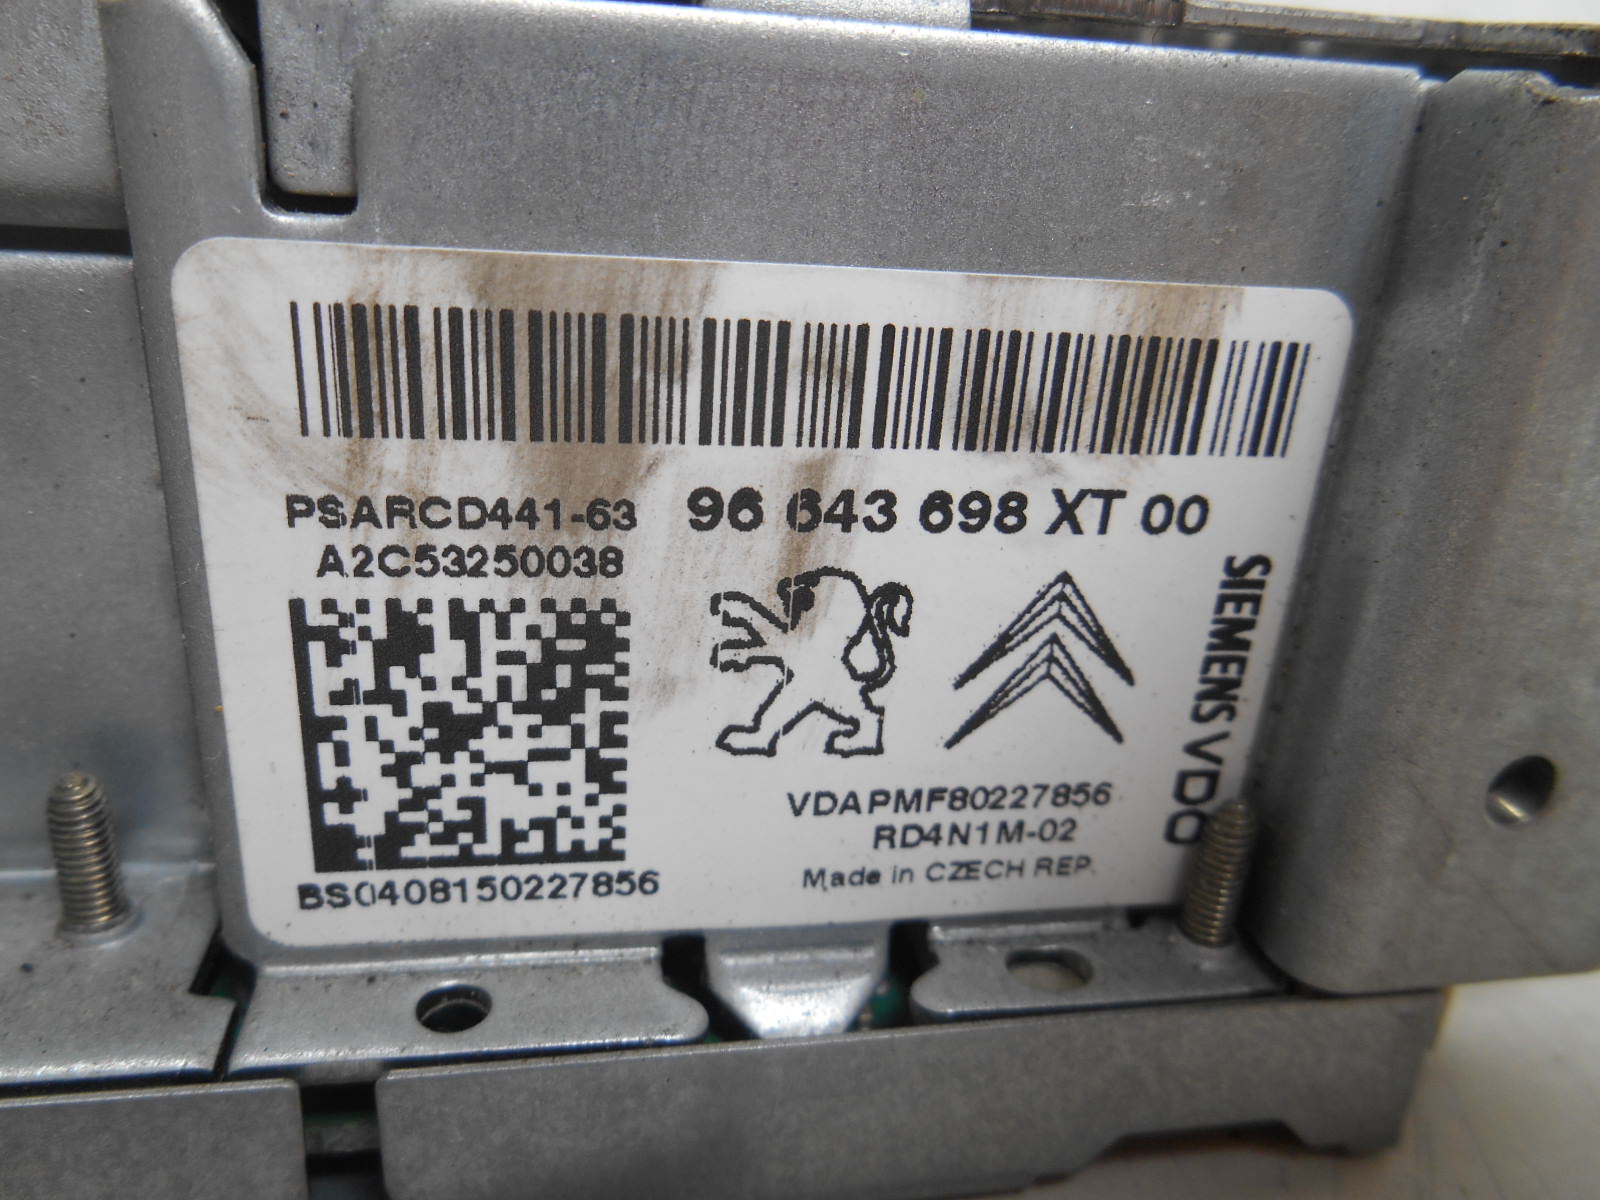 PSARCD441-63
96 643 698 XT 00
A2C53250038
SIEMENS VDO
VDAPMF80227856
RD4N1M-02
Made in CZECH REP.
BS0408150227856